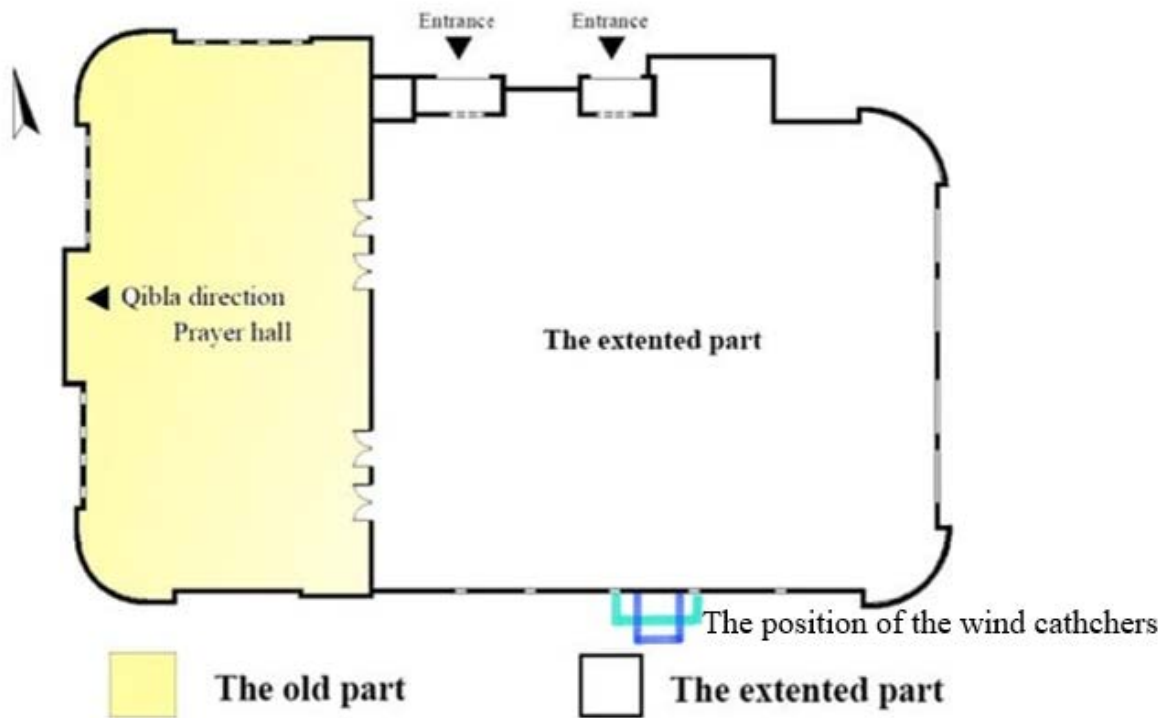 Entrance
Entrance
Qibla direction
Prayer hall
The extented part
The position of the wind cathchers
The old part
The extented part